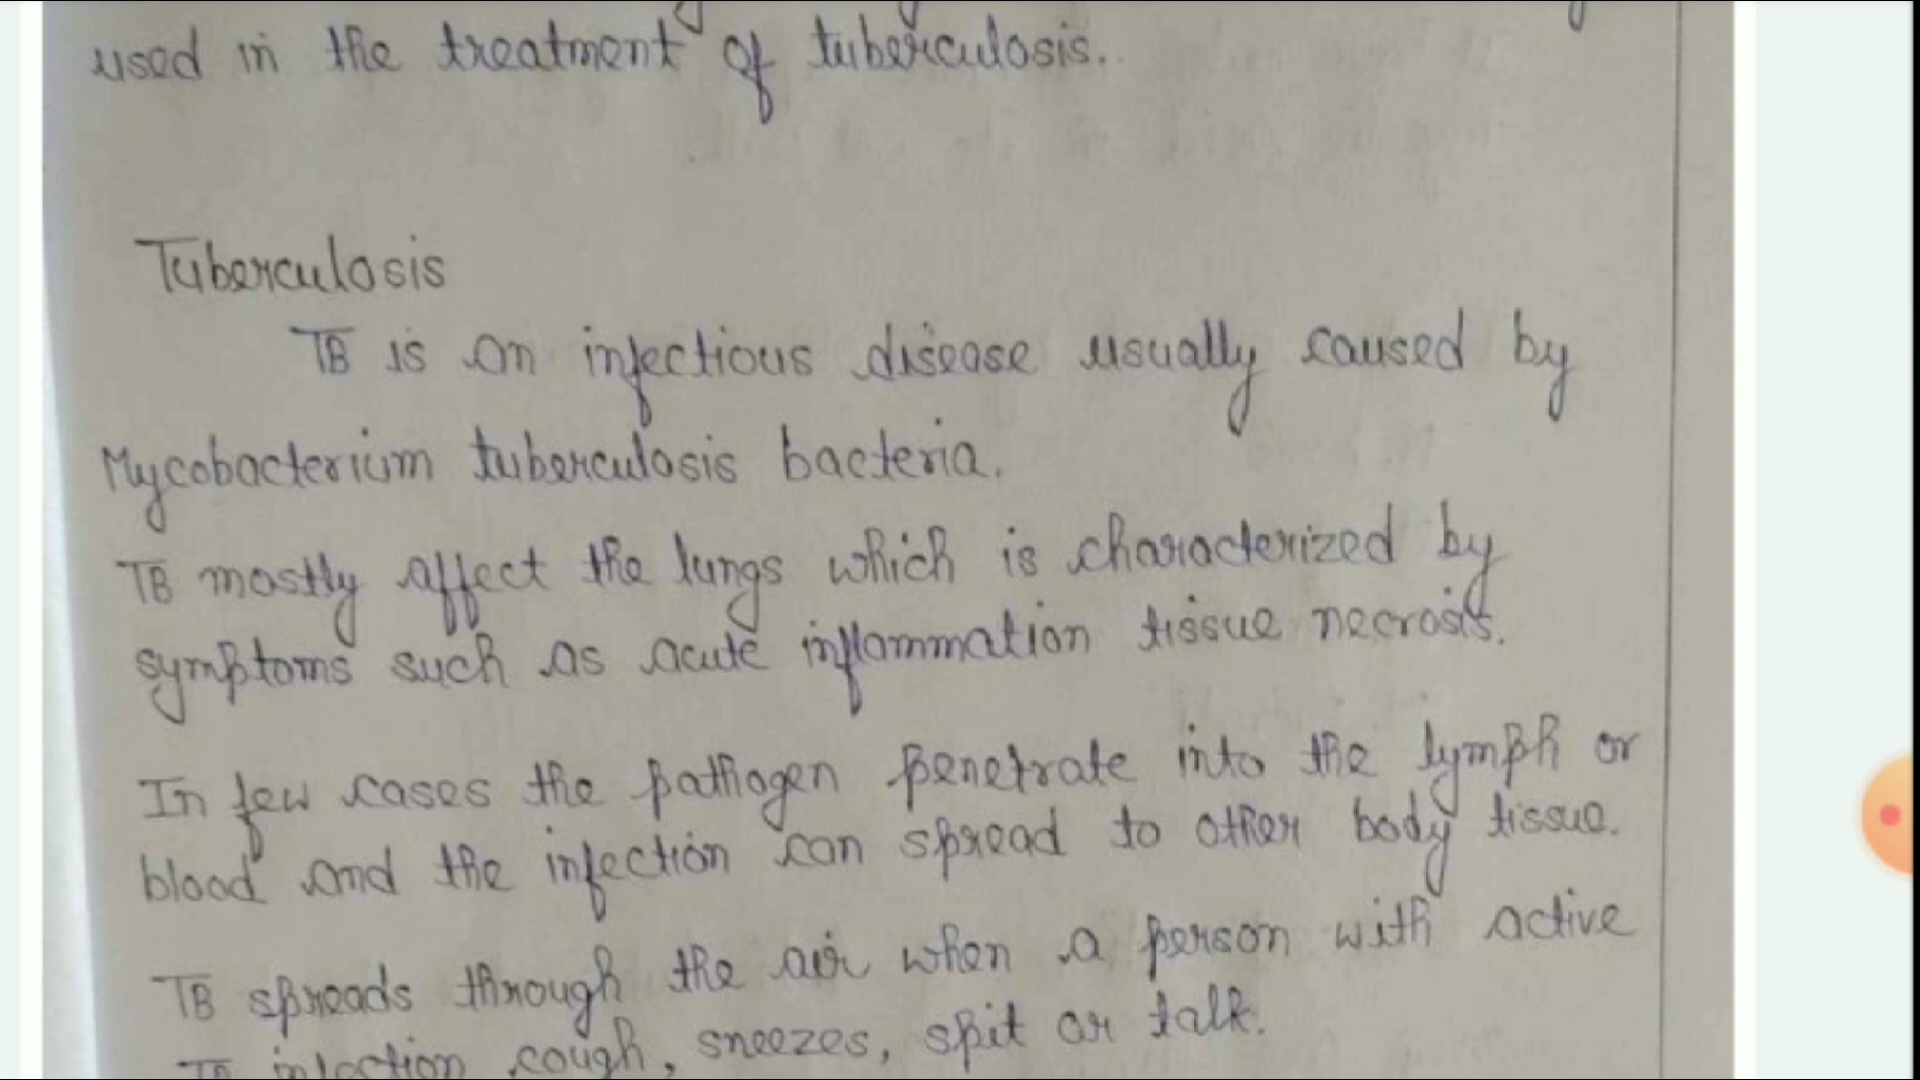 used in the treatment of tuberculosis.
Tuberculosis
TB is an infectious disease usually caused by
Mycobacterium tuberculosis bacteria.
TB mostly affect the lungs which is characterized by
symptoms such as acute inflammation tissue necrosis.
In few cases the pathogen penetrate into the lymph or
blood and the infection can spread to other body tissue.
TB spreads through the air when a person with active
TB infection cough, sneezes, spit or talk.